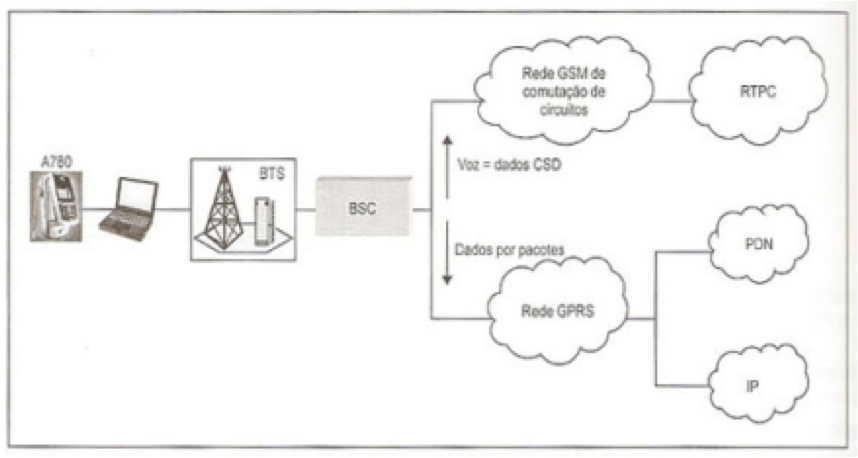 A780
BTS
BSC
Rede GSM de
comutação de
circuitos
RTPC
Voz = dados CSD
Dados por pacotes
Rede GPRS
PDN
IP